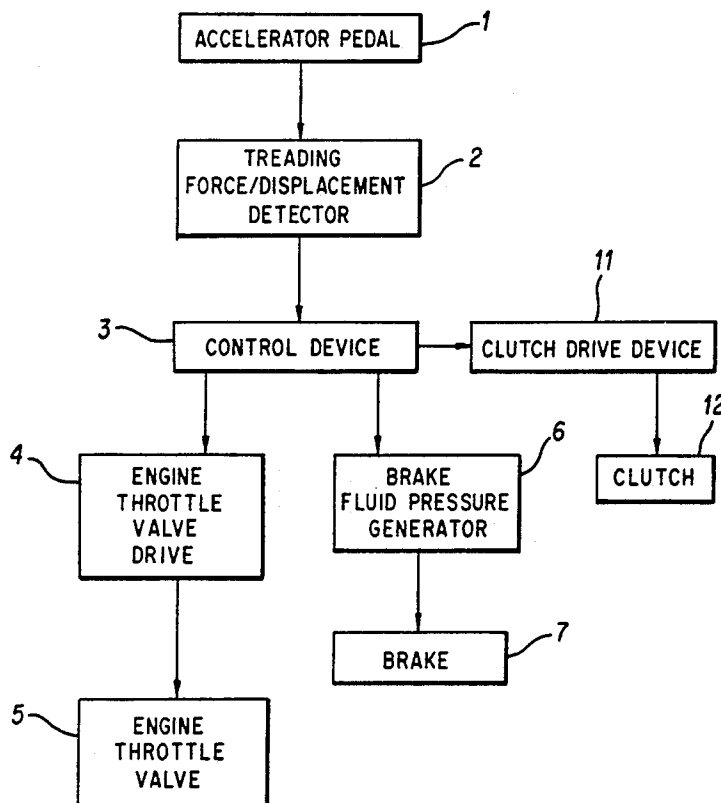 1
ACCELERATOR PEDAL
2
TREADING
FORCE/DISPLACEMENT
DETECTOR
3
CONTROL DEVICE
11
CLUTCH DRIVE DEVICE
4
ENGINE
THROTTLE
VALVE
DRIVE
6
BRAKE
FLUID PRESSURE
GENERATOR
12
CLUTCH
7
BRAKE
5
ENGINE
THROTTLE
VALVE